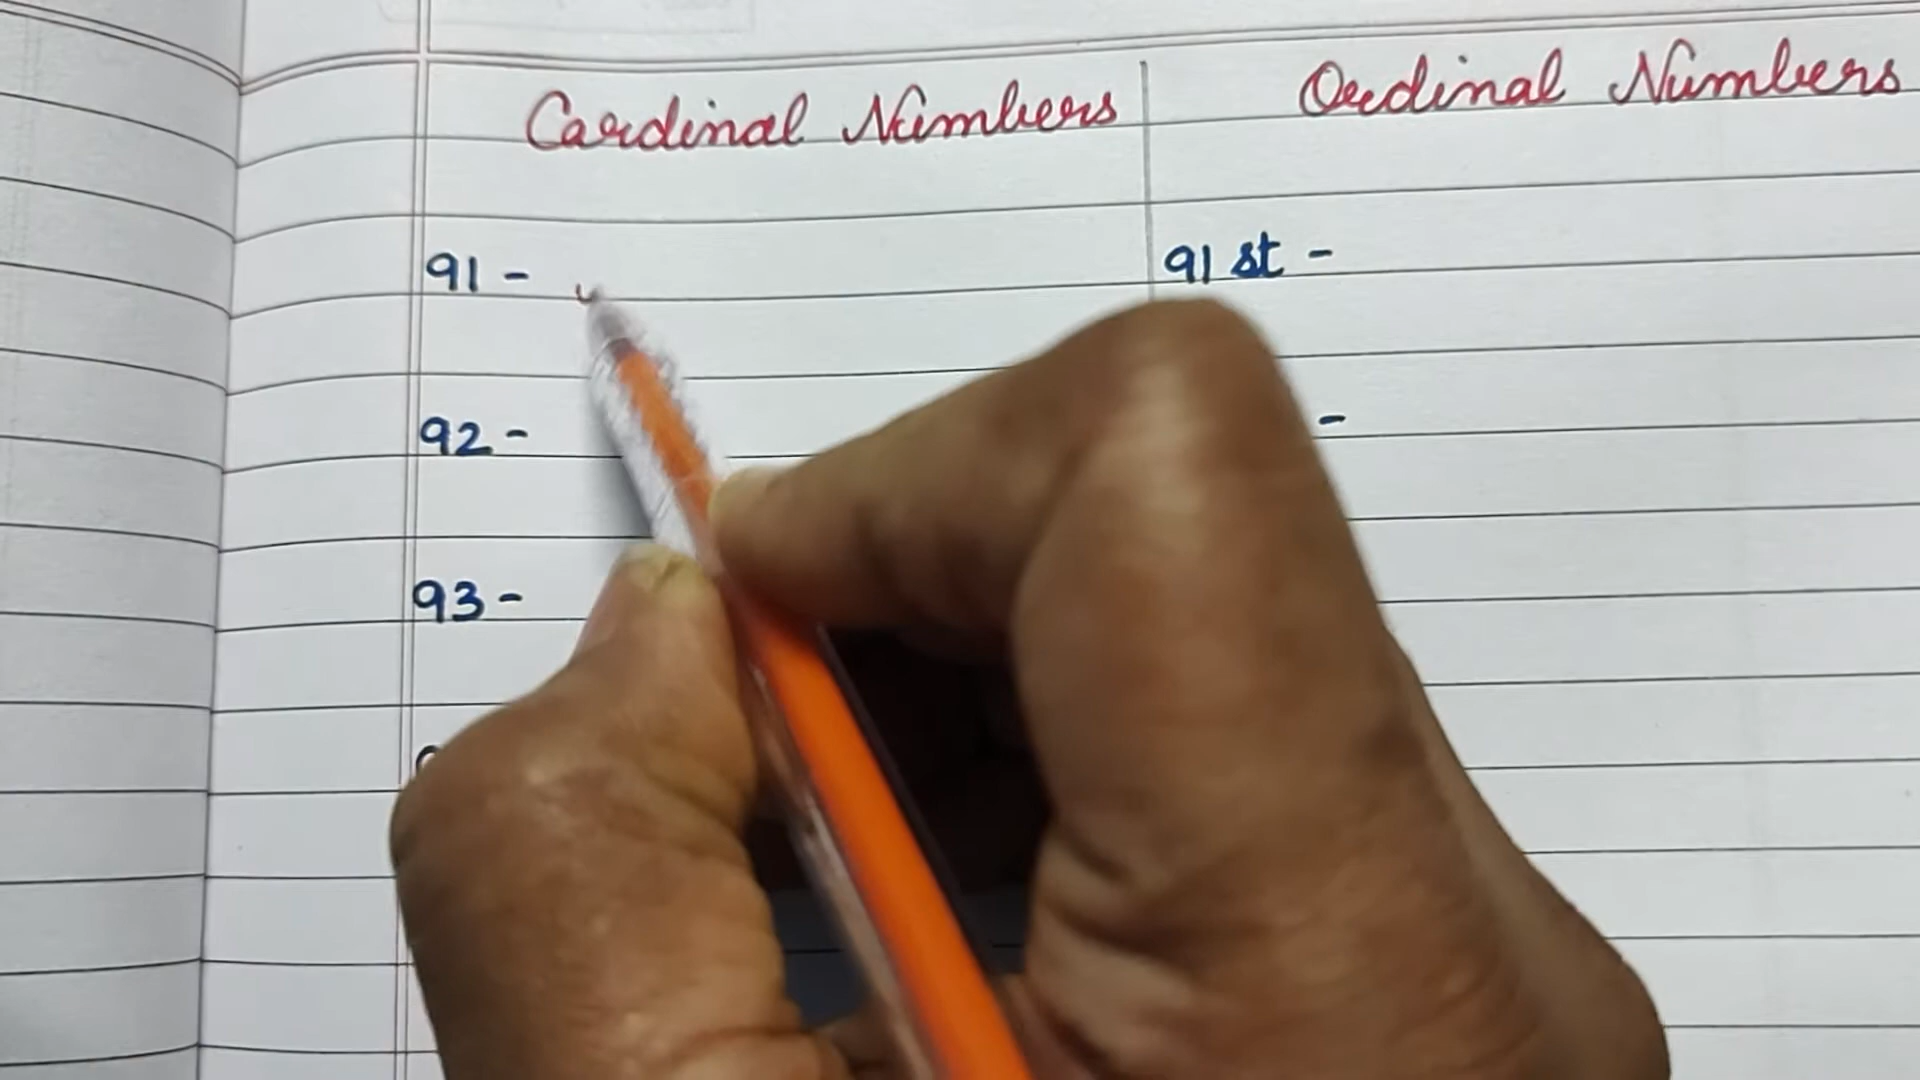 Cardinal Numbers
Ordinal Numbers
91 -
91 st -
92 -
-
93 -